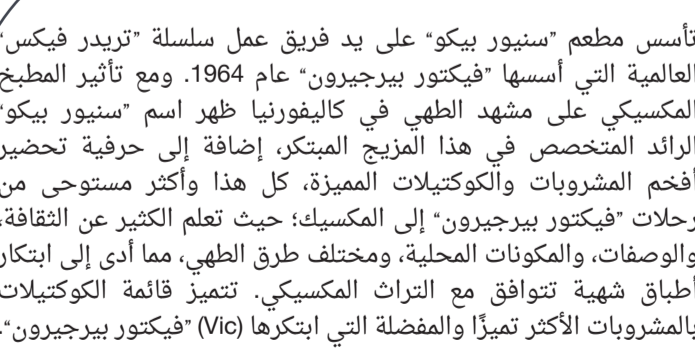 تأسس مطعم "سنيور بيكو" على يد فريق عمل سلسلة "تريدر فيكس"
العالمية التي أسسها "فيكتور بيرجيرون" عام 1964. ومع تأثير المطبخ
المكسيكي على مشهد الطهي في كاليفورنيا ظهر اسم "سنيور بيكو"
الرائد المتخصص في هذا المزيج المبتكر، إضافة إلى حرفية تحضير
أفخم المشروبات والكوكتيلات المميزة، كل هذا وأكثر مستوحى من
رحلات "فيكتور بيرجيرون" إلى المكسيك؛ حيث تعلم الكثير عن الثقافة،
والوصفات، والمكونات المحلية، ومختلف طرق الطهي، مما أدى إلى ابتكار
أطباق شهية تتوافق مع التراث المكسيكي. تتميز قائمة الكوكتيلات
بالمشروبات الأكثر تميزًا والمفضلة التي ابتكرها (Vic) "فيكتور بيرجيرون".